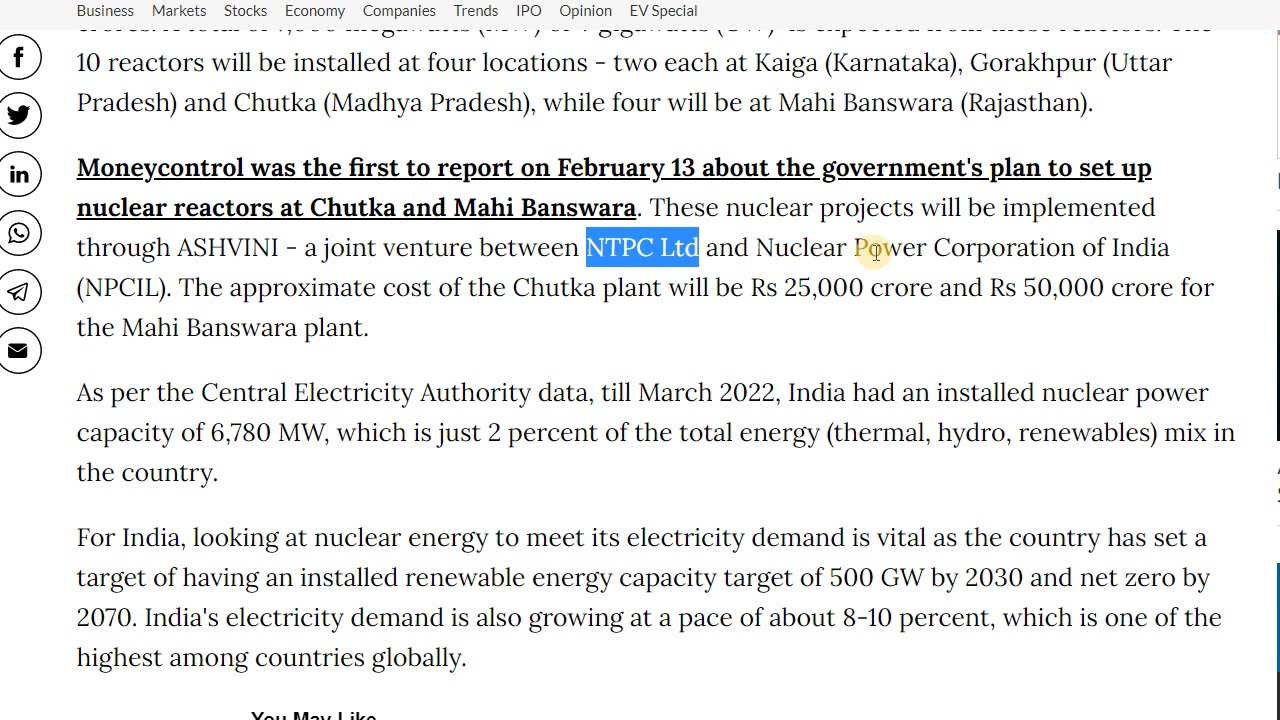 Business Markets Stocks Economy Companies Trends IPO Opinion EV Special
10 reactors will be installed at four locations - two each at Kaiga (Karnataka), Gorakhpur (Uttar
Pradesh) and Chutka (Madhya Pradesh), while four will be at Mahi Banswara (Rajasthan).
Moneycontrol was the first to report on February 13 about the government's plan to set up
nuclear reactors at Chutka and Mahi Banswara. These nuclear projects will be implemented
through ASHVINI - a joint venture between NTPC Ltd and Nuclear Power Corporation of India
(NPCIL). The approximate cost of the Chutka plant will be Rs 25,000 crore and Rs 50,000 crore for
the Mahi Banswara plant.
As per the Central Electricity Authority data, till March 2022, India had an installed nuclear power
capacity of 6,780 MW, which is just 2 percent of the total energy (thermal, hydro, renewables) mix in
the country.
For India, looking at nuclear energy to meet its electricity demand is vital as the country has set a
target of having an installed renewable energy capacity target of 500 GW by 2030 and net zero by
2070. India's electricity demand is also growing at a pace of about 8-10 percent, which is one of the
highest among countries globally.
You May Like